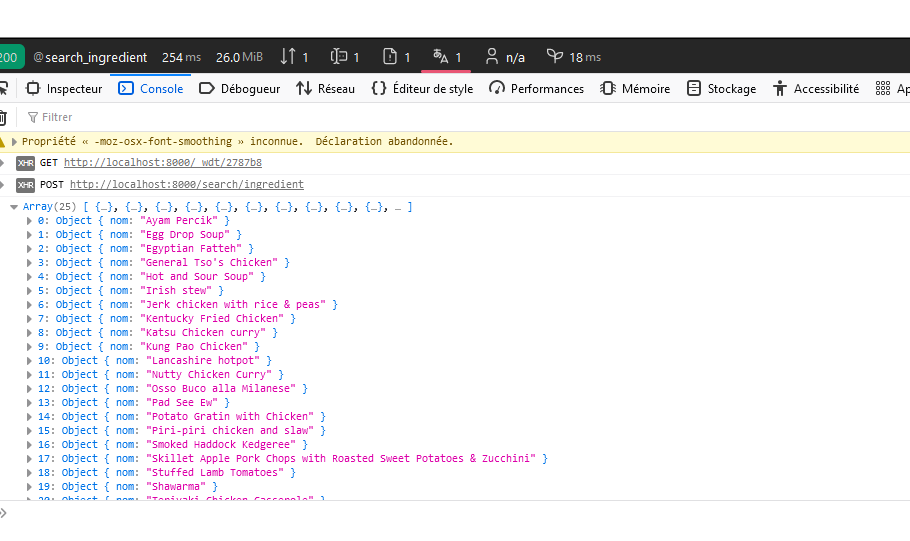 200 @search_ingredient 254 ms 26.0 MiB 1 1 1 1 n/a 18 ms
Inspecteur Console Débogueur Réseau Éditeur de style Performances Mémoire Stockage Accessibilité Ap
Filtrer
Propriété « -moz-osx-font-smoothing » inconnue. Déclaration abandonnée.
XHR GET http://localhost:8000/_wdt/2787b8
XHR POST http://localhost:8000/search/ingredient
Array(25) [ {…}, {…}, {…}, {…}, {…}, {…}, {…}, {…}, {…}, {…}, … ]
0: Object { nom: "Ayam Percik" }
1: Object { nom: "Egg Drop Soup" }
2: Object { nom: "Egyptian Fatteh" }
3: Object { nom: "General Tso's Chicken" }
4: Object { nom: "Hot and Sour Soup" }
5: Object { nom: "Irish stew" }
6: Object { nom: "Jerk chicken with rice & peas" }
7: Object { nom: "Kentucky Fried Chicken" }
8: Object { nom: "Katsu Chicken curry" }
9: Object { nom: "Kung Pao Chicken" }
10: Object { nom: "Lancashire hotpot" }
11: Object { nom: "Nutty Chicken Curry" }
12: Object { nom: "Osso Buco alla Milanese" }
13: Object { nom: "Pad See Ew" }
14: Object { nom: "Potato Gratin with Chicken" }
15: Object { nom: "Piri-piri chicken and slaw" }
16: Object { nom: "Smoked Haddock Kedgeree" }
17: Object { nom: "Skillet Apple Pork Chops with Roasted Sweet Potatoes & Zucchini" }
18: Object { nom: "Stuffed Lamb Tomatoes" }
19: Object { nom: "Shawarma" }
20: Object { nom: "Teriyaki Chicken Casserole" }